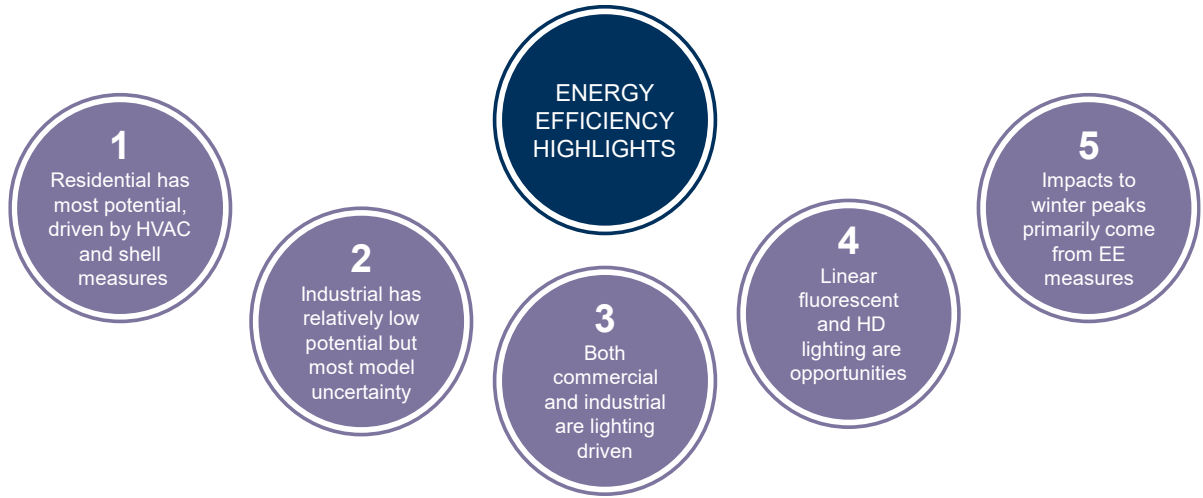 ENERGY
EFFICIENCY
HIGHLIGHTS
1
Residential has
most potential,
driven by HVAC
and shell
measures
2
Industrial has
relatively low
potential but
most model
uncertainty
3
Both
commercial
and industrial
are lighting
driven
4
Linear
fluorescent
and HD
lighting are
opportunities
5
Impacts to
winter peaks
primarily come
from EE
measures